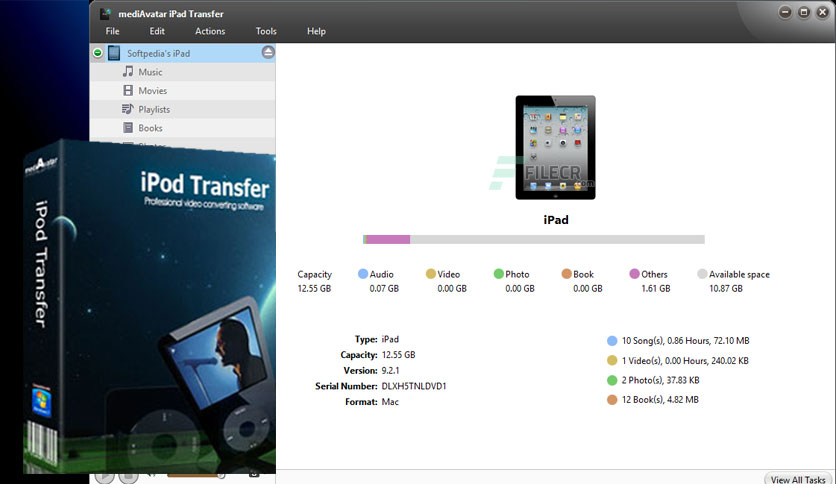 mediAvatar iPad Transfer
File Edit Actions Tools Help
Softpedia's iPad
Music
Movies
Playlists
Books
mediAvatar
iPod Transfer
Professional video converting software
iPod Transfer
FILECR
.com
iPad
Capacity Audio Video Photo Book Others Available space
12.55 GB 0.07 GB 0.00 GB 0.00 GB 0.00 GB 1.61 GB 10.87 GB
Type: iPad
Capacity: 12.55 GB
Version: 9.2.1
Serial Number: DLXH5TNLDVD1
Format: Mac
10 Song(s), 0.86 Hours, 72.10 MB
1 Video(s), 0.00 Hours, 240.02 KB
2 Photo(s), 37.83 KB
12 Book(s), 4.82 MB
View All Tasks